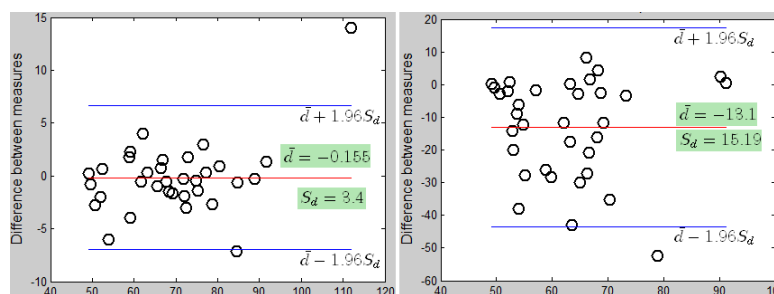 15
10
5
0
-5
-10
40 50 60 70 80 90 100 110 120
Difference between measures
d̄ + 1.96S_d
d̄ = -0.155
S_d = 3.4
d̄ - 1.96S_d
20
10
0
-10
-20
-30
-40
-50
-60
40 50 60 70 80 90 100
Difference between measures
d̄ + 1.96S_d
d̄ = -13.1
S_d = 15.19
d̄ - 1.96S_d